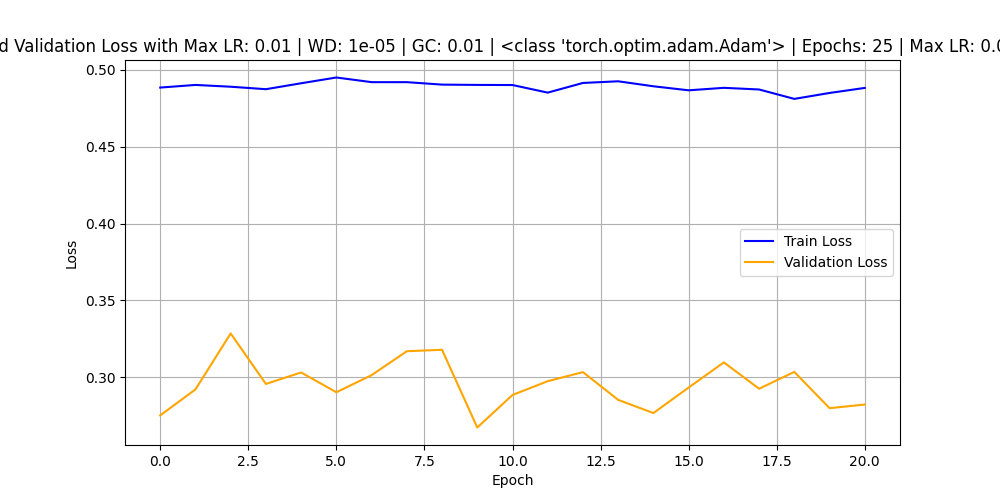 d Validation Loss with Max LR: 0.01 | WD: 1e-05 | GC: 0.01 | <class 'torch.optim.adam.Adam'> | Epochs: 25 | Max LR: 0.0
0.50
0.45
0.40
0.35
0.30
Loss
Train Loss
Validation Loss
0.0 2.5 5.0 7.5 10.0 12.5 15.0 17.5 20.0
Epoch